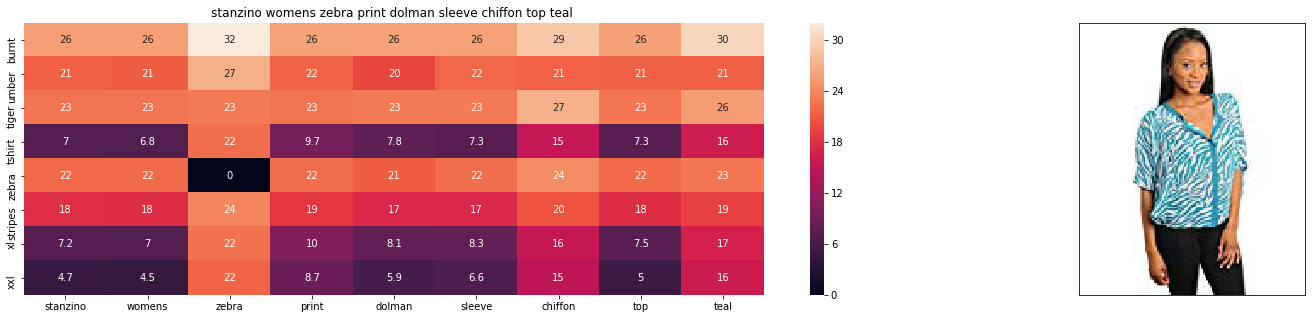 stanzino womens zebra print dolman sleeve chiffon top teal
burnt 26 26 32 26 26 26 29 26 30
umber 21 21 27 22 20 22 21 21 21
tiger 23 23 23 23 23 23 27 23 26
tshirt 7 6.8 22 9.7 7.8 7.3 15 7.3 16
zebra 22 22 0 22 21 22 24 22 23
stripes 18 18 24 19 17 17 20 18 19
xl 7.2 7 22 10 8.1 8.3 16 7.5 17
xxl 4.7 4.5 22 8.7 5.9 6.6 15 5 16
stanzino womens zebra print dolman sleeve chiffon top teal
30
24
18
12
6
0